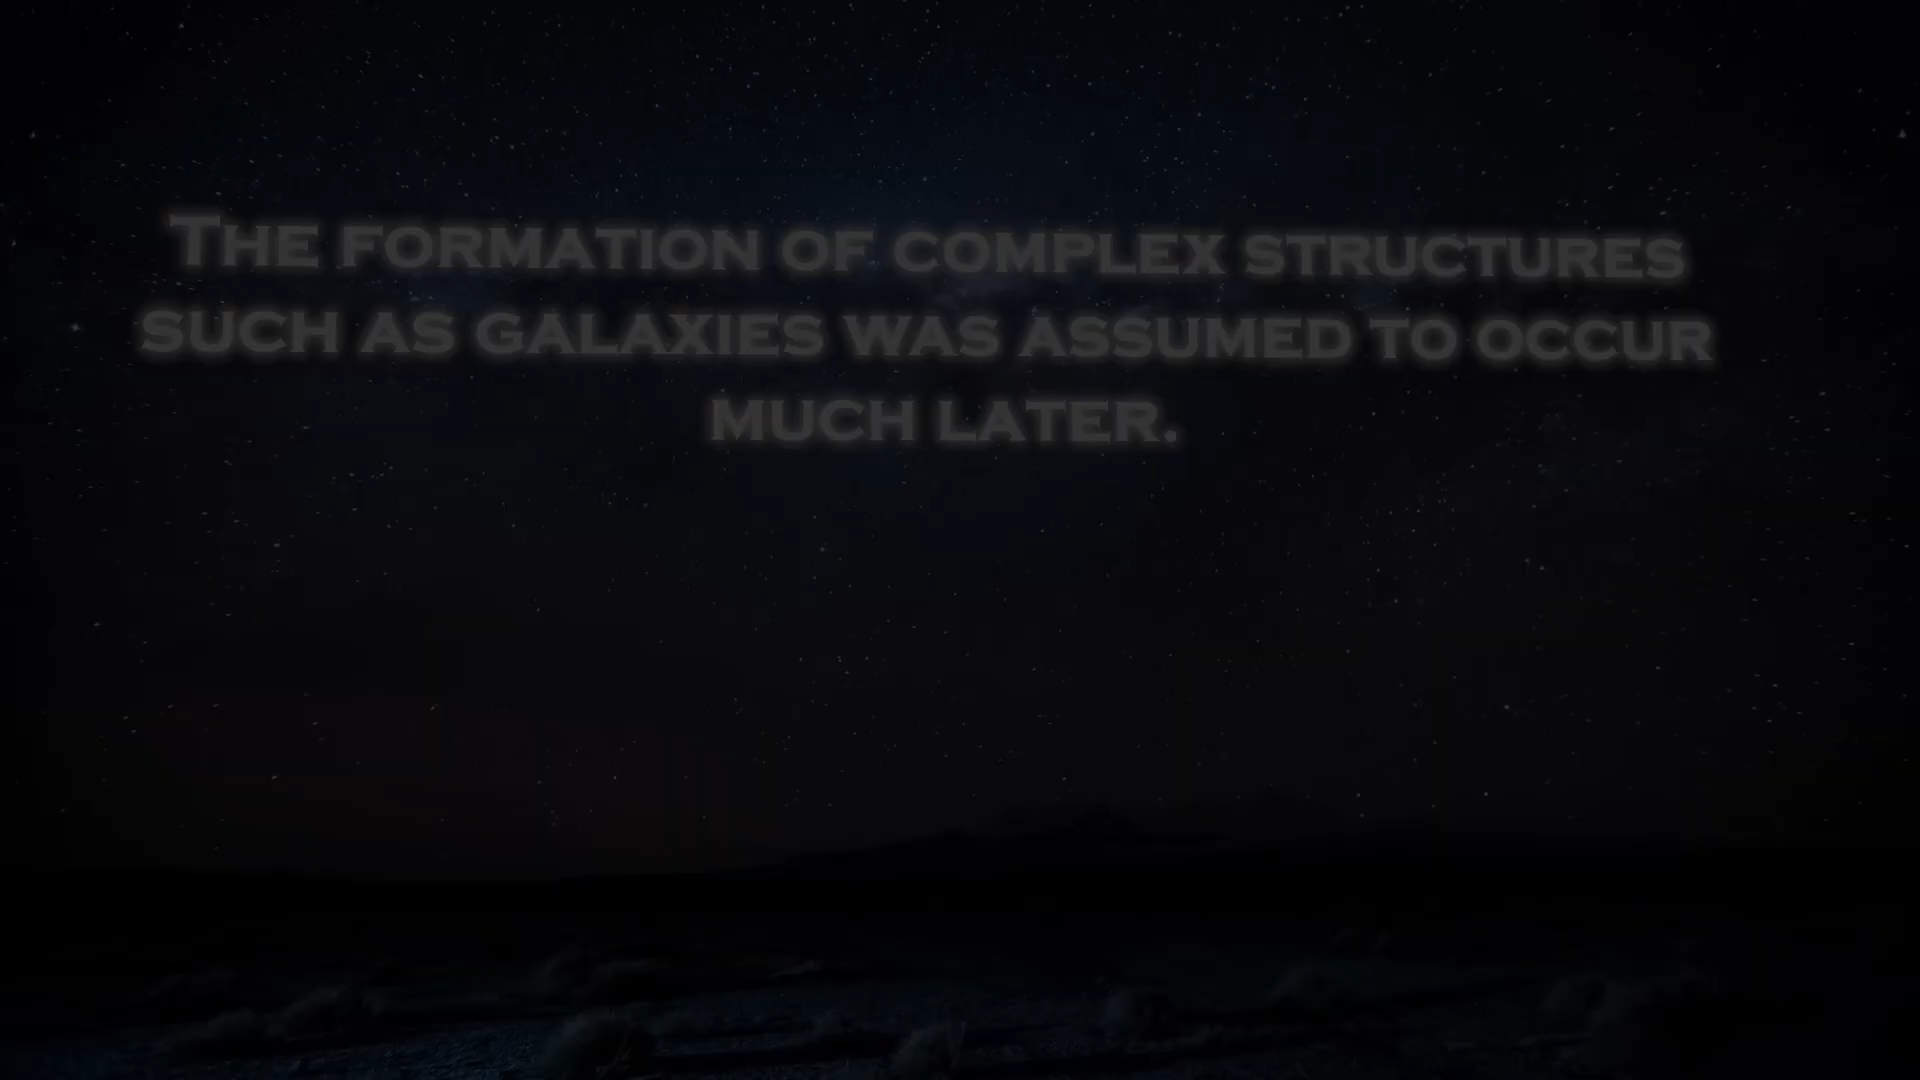 The formation of complex structures
such as galaxies was assumed to occur
much later.